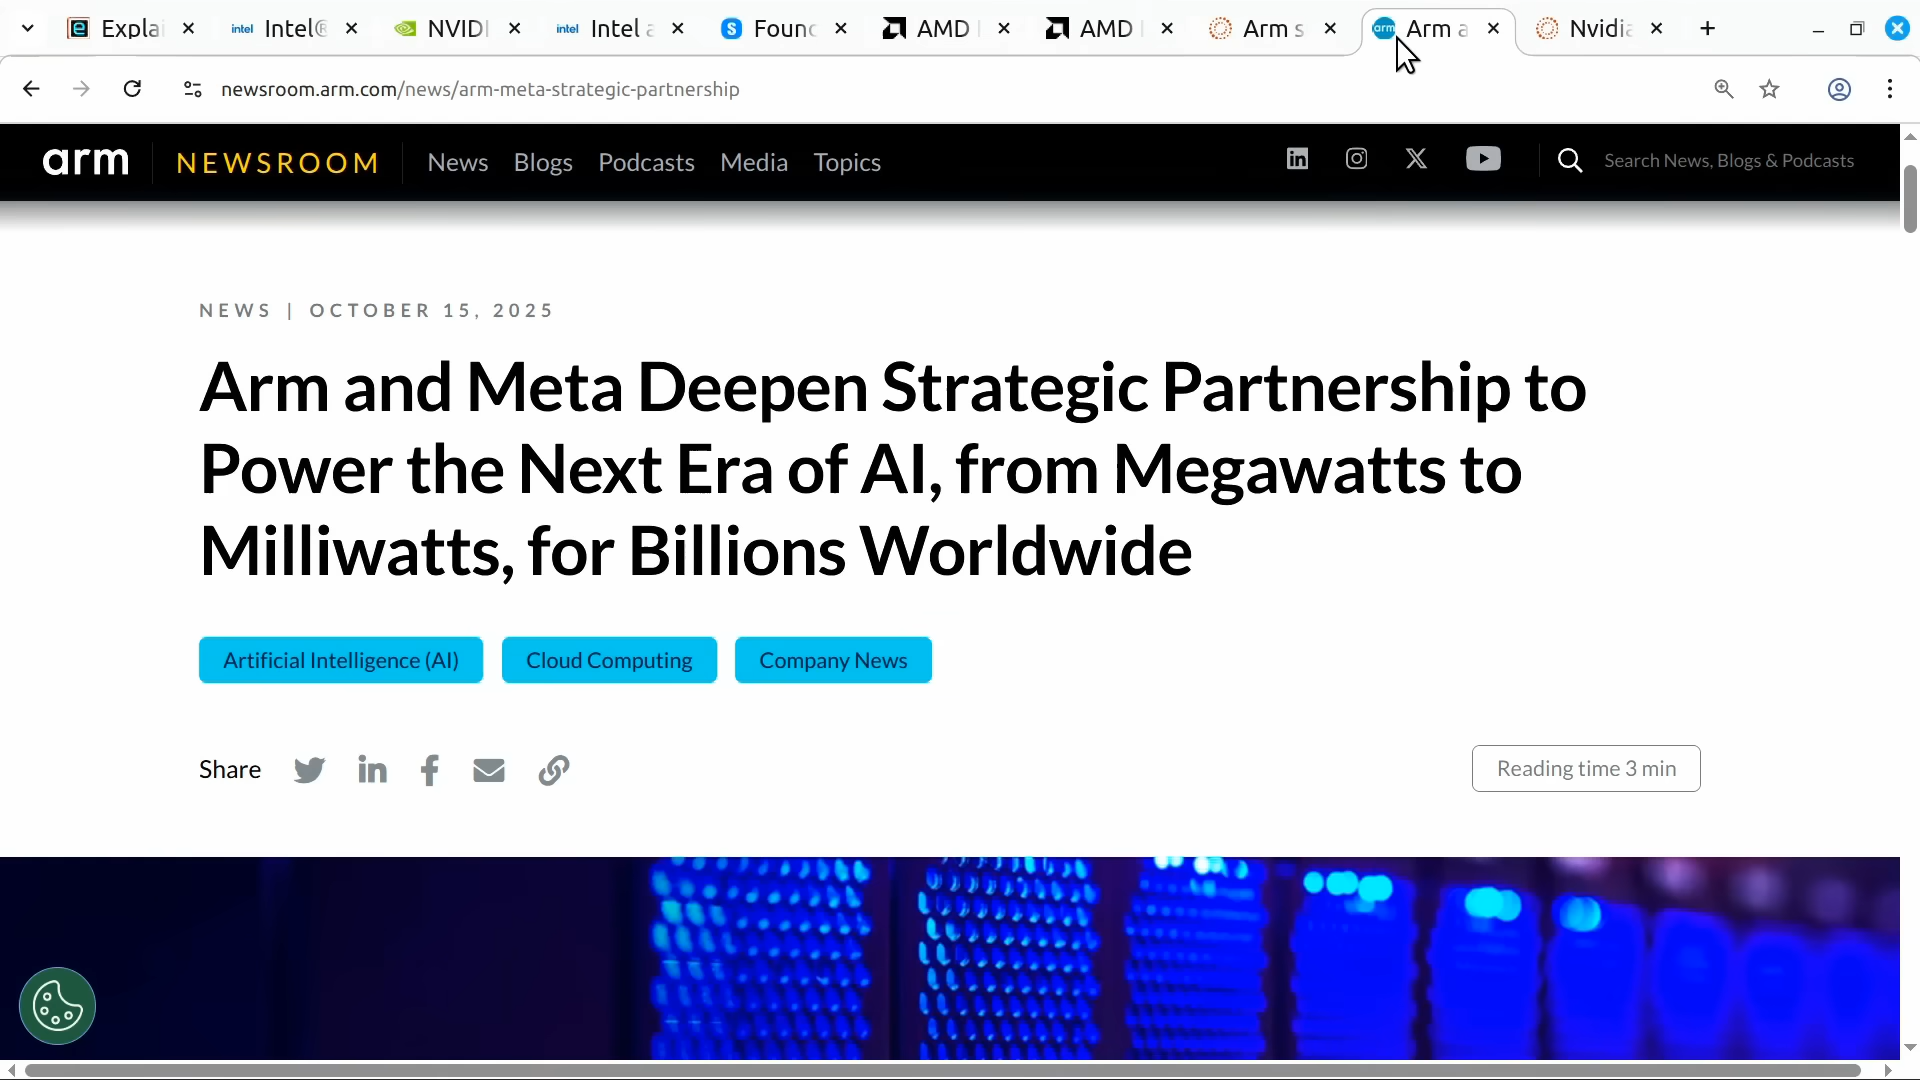 Explai
Intel®
NVIDI
Intel a
Found
AMD
AMD
Arm s
Arm a
Nvidia
newsroom.arm.com/news/arm-meta-strategic-partnership
arm NEWSROOM News Blogs Podcasts Media Topics Search News, Blogs & Podcasts
NEWS | OCTOBER 15, 2025
Arm and Meta Deepen Strategic Partnership to
Power the Next Era of AI, from Megawatts to
Milliwatts, for Billions Worldwide
Artificial Intelligence (AI) Cloud Computing Company News
Share
Reading time 3 min